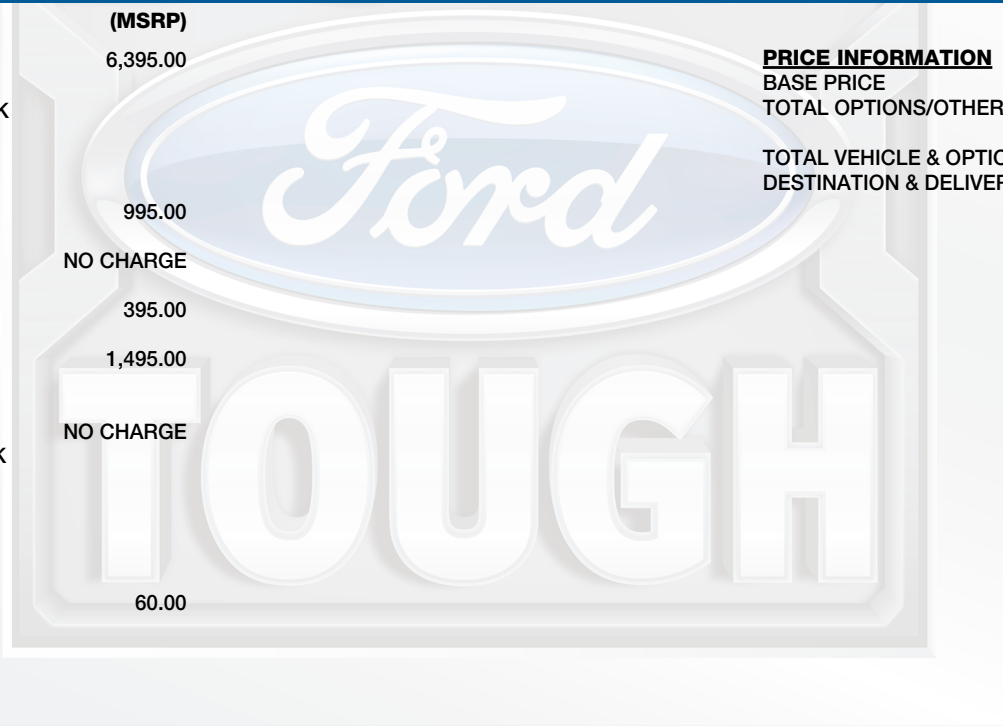 (MSRP)
6,395.00
K
995.00
NO CHARGE
395.00
1,495.00
NO CHARGE
K
60.00
PRICE INFORMATION
BASE PRICE
TOTAL OPTIONS/OTHER
TOTAL VEHICLE & OPTIO
DESTINATION & DELIVER
Ford
TOUGH